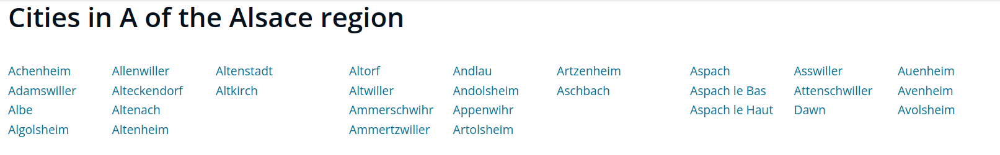 Cities in A of the Alsace region
Achenheim
Adamswiller
Albe
Algolsheim
Allenwiller
Alteckendorf
Altenach
Altenheim
Altenstadt
Altkirch
Altorf
Altwiller
Ammerschwihr
Ammertzwiller
Andlau
Andolsheim
Appenwihr
Artolsheim
Artzenheim
Aschbach
Aspach
Aspach le Bas
Aspach le Haut
Asswiller
Attenschwiller
Dawn
Auenheim
Avenheim
Avolsheim